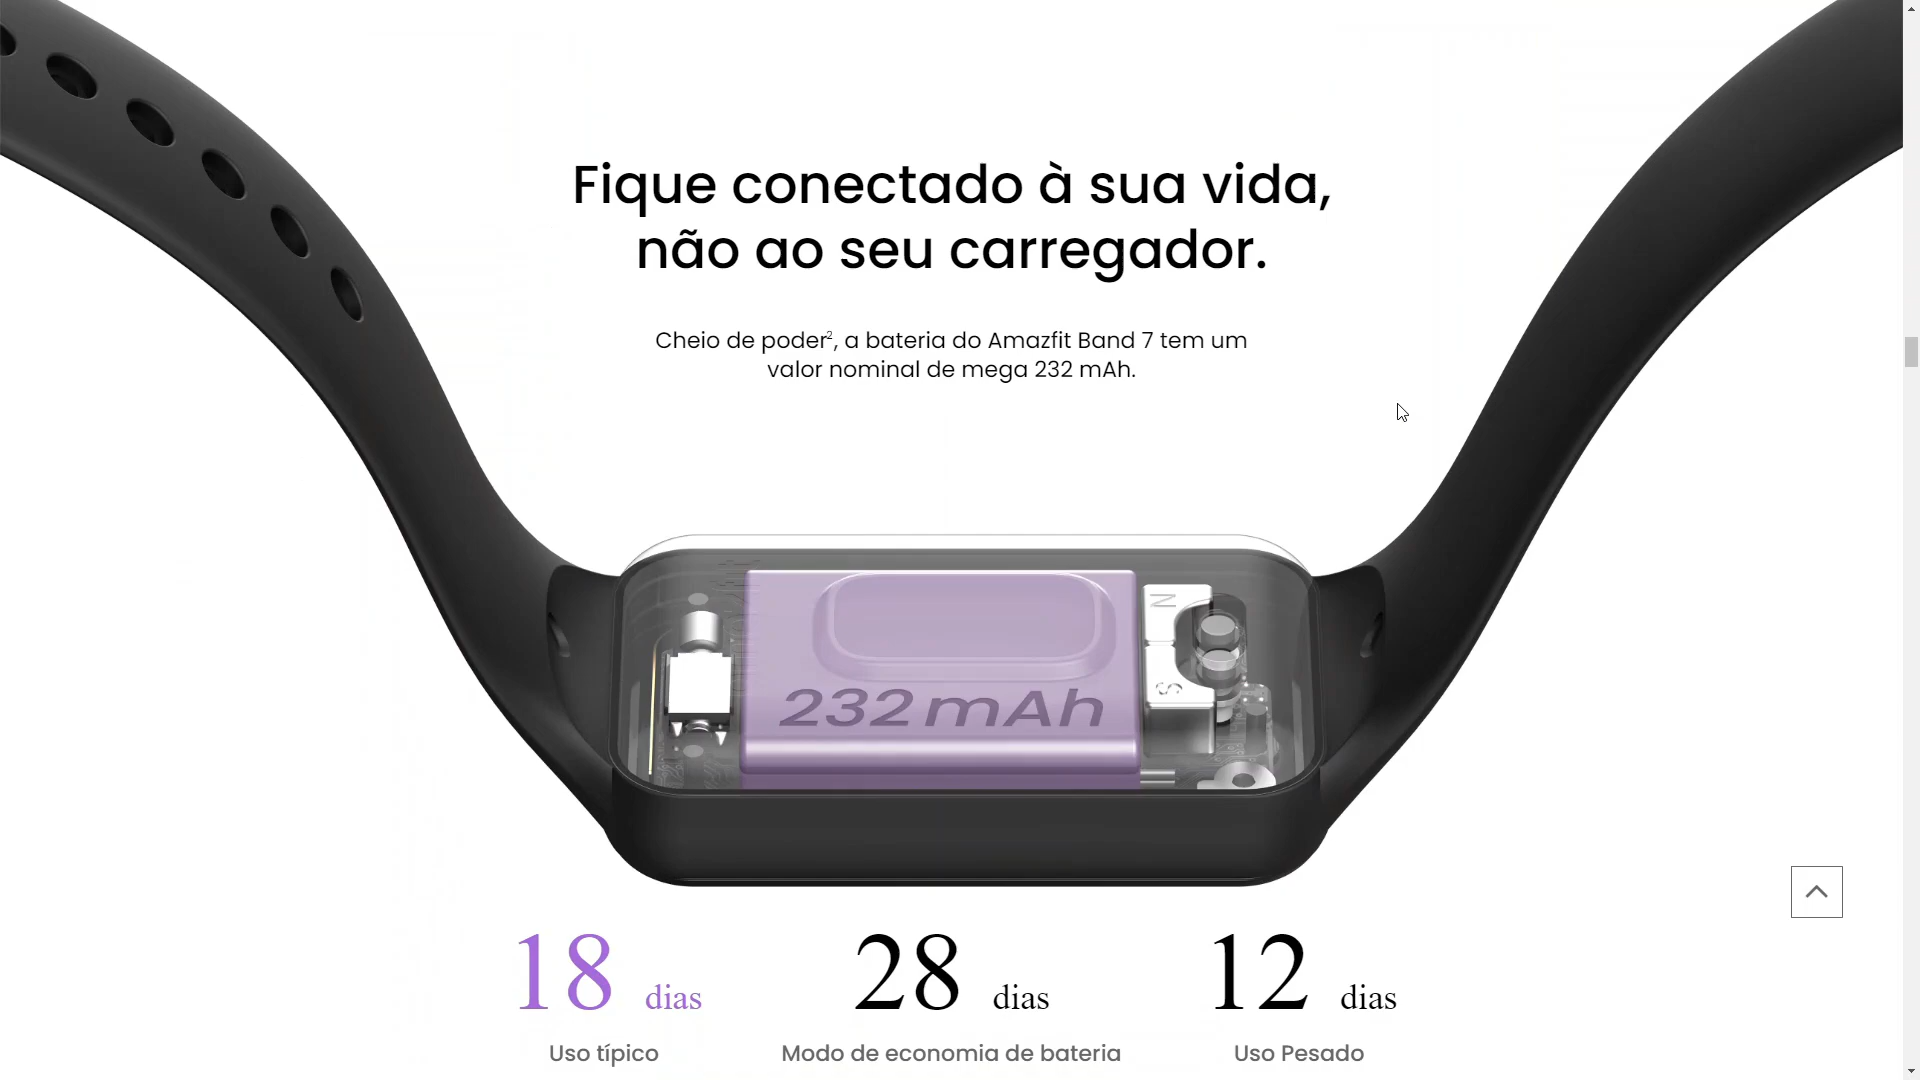 Fique conectado à sua vida,
não ao seu carregador.
Cheio de poder², a bateria do Amazfit Band 7 tem um
valor nominal de mega 232 mAh.
N
S
232 mAh
18 dias
28 dias
12 dias
Uso típico
Modo de economia de bateria
Uso Pesado